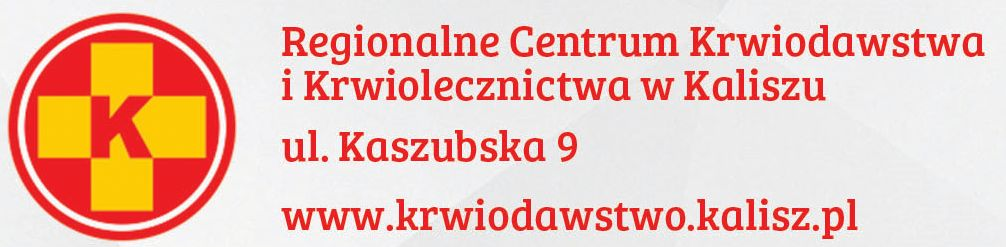 K
Regionalne Centrum Krwiodawstwa
i Krwiolecznictwa w Kaliszu
ul. Kaszubska 9
www.krwiodawstwo.kalisz.pl